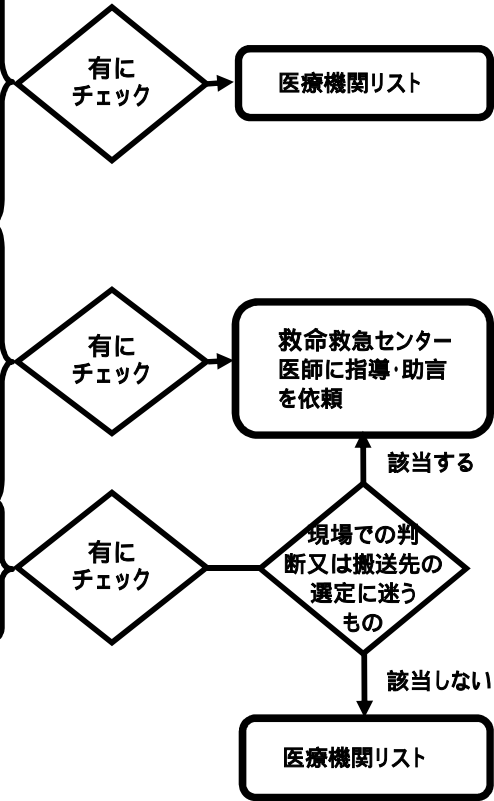 有に
チェック
医療機関リスト
有に
チェック
救命救急センター
医師に指導・助言
を依頼
該当する
有に
チェック
現場での判
断又は搬送先の
選定に迷う
もの
該当しない
医療機関リスト